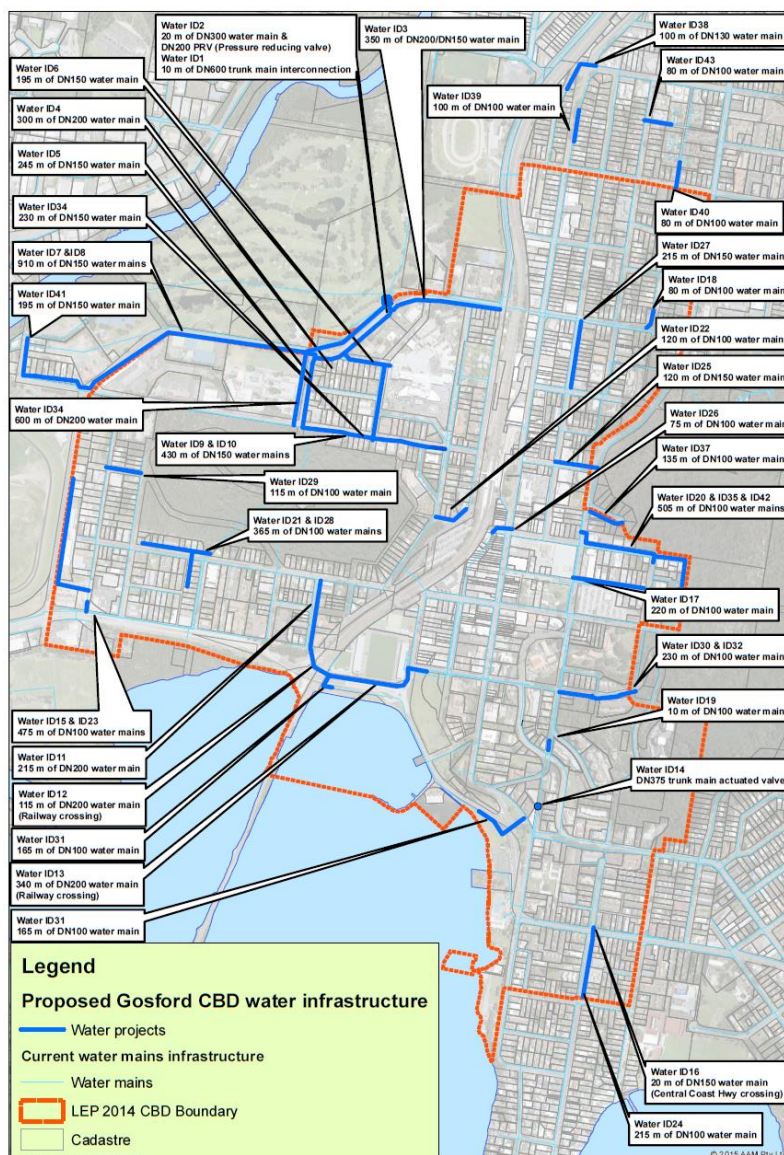 Water ID2
20 m of DN300 water main &
DN200 PRV (Pressure reducing valve)
Water ID1
10 m of DN600 trunk main interconnection
Water ID3
350 m of DN200/DN150 water main
Water ID38
100 m of DN130 water main
Water ID6
195 m of DN150 water main
Water ID43
80 m of DN100 water main
Water ID39
100 m of DN100 water main
Water ID4
300 m of DN200 water main
Water ID5
245 m of DN150 water main
Water ID34
230 m of DN150 water main
Water ID40
80 m of DN100 water main
Water ID7 &ID8
910 m of DN150 water mains
Water ID27
215 m of DN150 water main
Water ID41
195 m of DN150 water main
Water ID18
80 m of DN100 water main
Water ID22
120 m of DN100 water main
Water ID25
120 m of DN150 water main
Water ID26
75 m of DN100 water main
Water ID34
600 m of DN200 water main
Water ID9 & ID10
430 m of DN150 water mains
Water ID37
135 m of DN100 water main
Water ID29
115 m of DN100 water main
Water ID20 & ID35 & ID42
505 m of DN100 water mains
Water ID21 & ID28
365 m of DN100 water mains
Water ID17
220 m of DN100 water main
Water ID30 & ID32
230 m of DN100 water main
Water ID15 & ID23
475 m of DN100 water mains
Water ID19
10 m of DN100 water main
Water ID11
215 m of DN200 water main
Water ID14
DN375 trunk main actuated valve
Water ID12
115 m of DN200 water main
(Railway crossing)
Water ID31
165 m of DN100 water main
Water ID13
340 m of DN200 water main
(Railway crossing)
Water ID31
165 m of DN100 water main
Legend
Proposed Gosford CBD water infrastructure
Water projects
Current water mains infrastructure
Water mains
LEP 2014 CBD Boundary
Cadastre
Water ID16
20 m of DN150 water main
(Central Coast Hwy crossing)
Water ID24
215 m of DN100 water main
© 2015 AAM Pty L